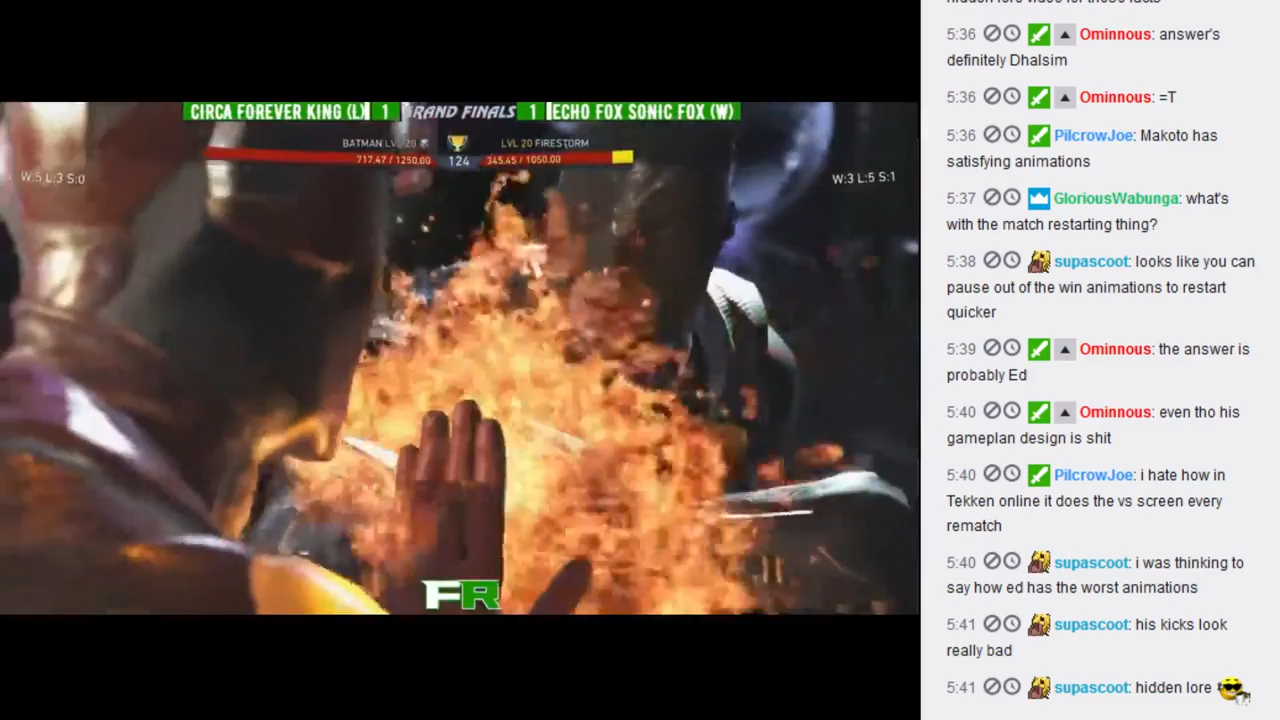 CIRCA FOREVER KING (L) 1 GRAND FINALS 1 ECHO FOX SONIC FOX (W)
BATMAN LVL 20 LVL 20 FIRESTORM
717.47 / 1250.00 124 345.45 / 1050.00
W:5 L:3 S:0 W:3 L:5 S:1
FR
5:36 Ominnous: answer's
definitely Dhalsim
5:36 Ominnous: =T
5:36 PilcrowJoe: Makoto has
satisfying animations
5:37 GloriousWabunga: what's
with the match restarting thing?
5:38 supascoot: looks like you can
pause out of the win animations to restart
quicker
5:39 Ominnous: the answer is
probably Ed
5:40 Ominnous: even tho his
gameplan design is shit
5:40 PilcrowJoe: i hate how in
Tekken online it does the vs screen every
rematch
5:40 supascoot: i was thinking to
say how ed has the worst animations
5:41 supascoot: his kicks look
really bad
5:41 supascoot: hidden lore